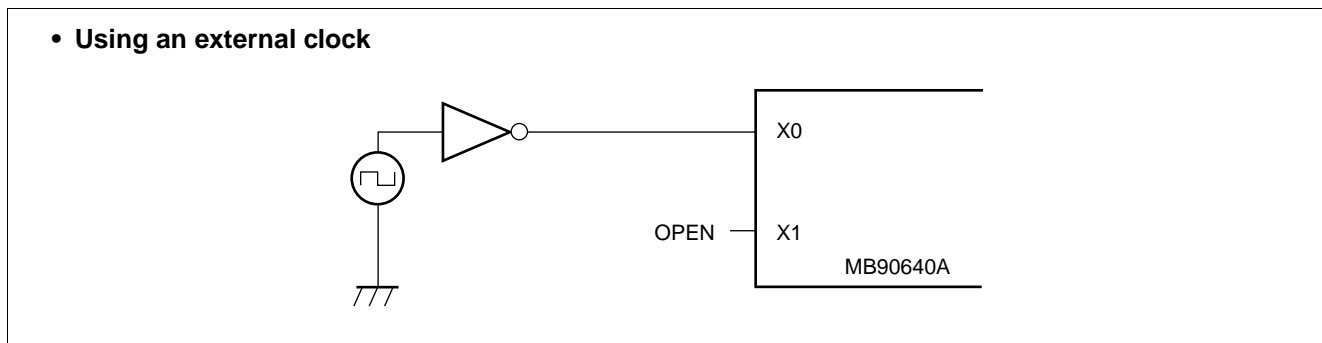 • Using an external clock
X0
OPEN
X1
MB90640A